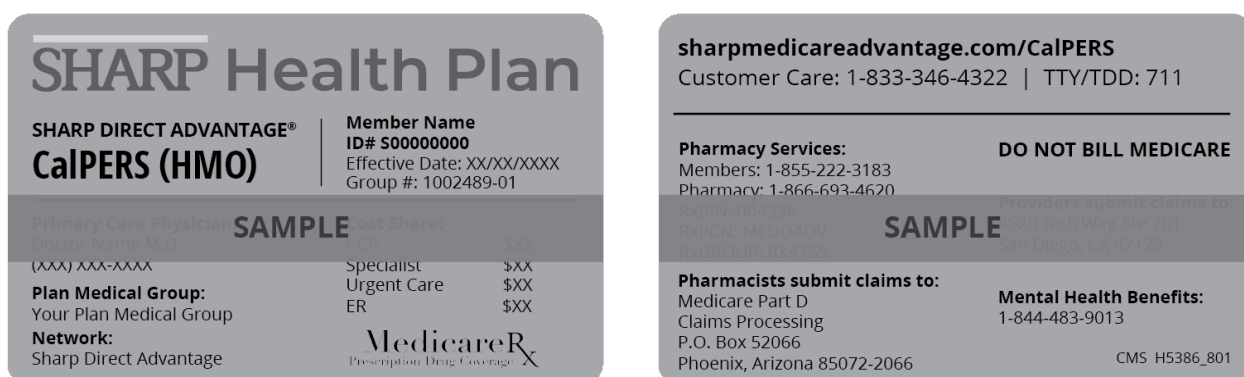 SHARP Health Plan
SHARP DIRECT ADVANTAGE®
CalPERS (HMO)
Member Name
ID# S00000000
Effective Date: XX/XX/XXXX
Group #: 1002489-01
Primary Care Physician
Doctor Name M.D.
(XXX) XXX-XXXX
SAMPLE
Cost Share:
PCP $XX
Specialist $XX
Urgent Care $XX
ER $XX
Plan Medical Group:
Your Plan Medical Group
Network:
Sharp Direct Advantage
MedicareRx
Prescription Drug Coverage
sharpmedicareadvantage.com/CalPERS
Customer Care: 1-833-346-4322 | TTY/TDD: 711
Pharmacy Services:
Members: 1-855-222-3183
Pharmacy: 1-866-693-4620
RxBIN: 004336
RxPCN: MEDDADV
DO NOT BILL MEDICARE
Providers submit claims to:
8520 Tech Way, Ste 201
San Diego, CA 92123
SAMPLE
Pharmacists submit claims to:
Medicare Part D
Claims Processing
P.O. Box 52066
Phoenix, Arizona 85072-2066
Mental Health Benefits:
1-844-483-9013
CMS H5386_801